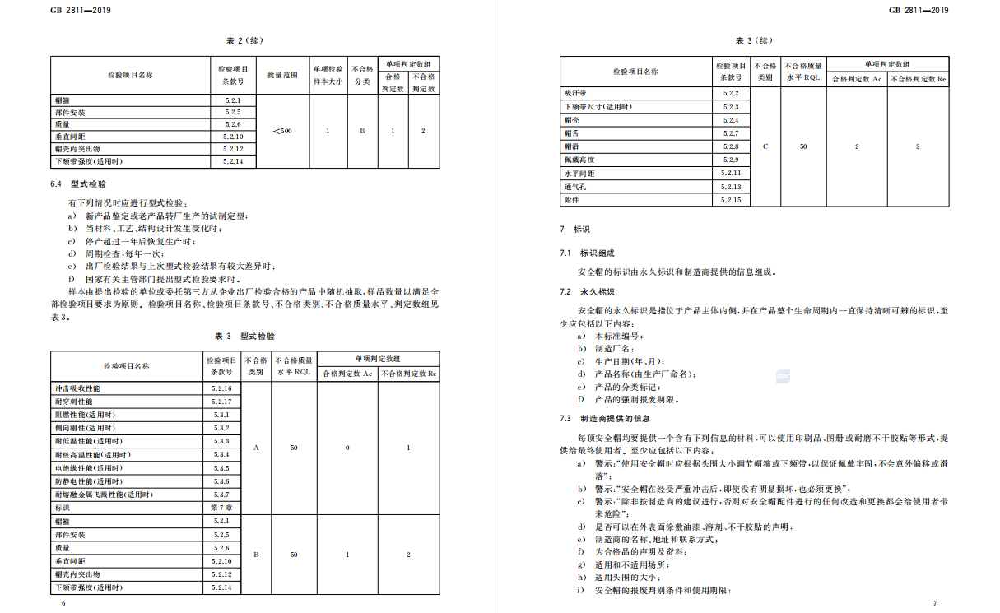 GB 2811—2019
表 2（续）
检验项目名称
检验项目
条款号
批量范围
单项检验
样本大小
不合格
分类
单项判定数组
合格
判定数
不合格
判定数
帽箍 5.2.1
部件安装 5.2.5
质量 5.2.6
垂直间距 5.2.10
帽壳内突出物 5.2.12
下颏带强度(适用时) 5.2.14
＜500 1 B 1 2
6.4 型式检验
有下列情况时应进行型式检验：
a） 新产品鉴定或老产品转厂生产的试制定型；
b） 当材料、工艺、结构设计发生变化时；
c） 停产超过一年后恢复生产时；
d） 周期检查，每年一次；
e） 出厂检验结果与上次型式检验结果有较大差异时；
f） 国家有关主管部门提出型式检验要求时。
样本由提出检验的单位或委托第三方从企业出厂检验合格的产品中随机抽取，样品数量以满足全
部检验项目要求为原则。检验项目名称、检验项目条款号、不合格类别、不合格质量水平、判定数组见
表 3。
表 3 型式检验
检验项目名称
检验项目
条款号
不合格
类别
不合格质量
水平 RQL
单项判定数组
合格判定数 Ac 不合格判定数 Re
冲击吸收性能 5.2.16
耐穿刺性能 5.2.17
阻燃性能(适用时) 5.3.1
侧向刚性(适用时) 5.3.2
耐低温性能(适用时) 5.3.3
耐极高温性能(适用时) 5.3.4
电绝缘性能(适用时) 5.3.5
防静电性能(适用时) 5.3.6
耐熔融金属飞溅性能(适用时) 5.3.7
标识 第 7 章
A 50 0 1
帽箍 5.2.1
部件安装 5.2.5
质量 5.2.6
垂直间距 5.2.10
帽壳内突出物 5.2.12
下颏带强度(适用时) 5.2.14
B 50 1 2
6
GB 2811—2019
表 3（续）
检验项目名称
检验项目
条款号
不合格
类别
不合格质量
水平 RQL
单项判定数组
合格判定数 Ac 不合格判定数 Re
吸汗带 5.2.2
下颏带尺寸(适用时) 5.2.3
帽壳 5.2.4
帽舌 5.2.7
帽沿 5.2.8
佩戴高度 5.2.9
水平间距 5.2.11
通气孔 5.2.13
附件 5.2.15
C 50 2 3
7 标识
7.1 标识组成
安全帽的标识由永久标识和制造商提供的信息组成。
7.2 永久标识
安全帽的永久标识是指位于产品主体内侧，并在产品整个生命周期内一直保持清晰可辨的标识，至
少应包括以下内容：
a） 本标准编号；
b） 制造厂名；
c） 生产日期(年、月)；
d） 产品名称(由生产厂命名)；
e） 产品的分类标记；
f） 产品的强制报废期限。
7.3 制造商提供的信息
每顶安全帽均要提供一个含有下列信息的材料，可以使用印刷品、图册或耐磨不干胶贴等形式，提
供给最终使用者。至少应包括以下内容：
a） 警示：“使用安全帽时应根据头围大小调节帽箍或下颏带，以保证佩戴牢固，不会意外偏移或滑
落”；
b） 警示：“安全帽在经受严重冲击后，即使没有明显损坏，也必须更换”；
c） 警示：“除非按制造商的建议进行，否则对安全帽配件进行的任何改造和更换都会给使用者带
来危险”；
d） 是否可以在外表面涂敷油漆、溶剂、不干胶贴的声明；
e） 制造商的名称、地址和联系方式；
f） 为合格品的声明及资料；
g） 适用和不适用场所；
h） 适用头围的大小；
i） 安全帽的报废判别条件和使用期限；
7